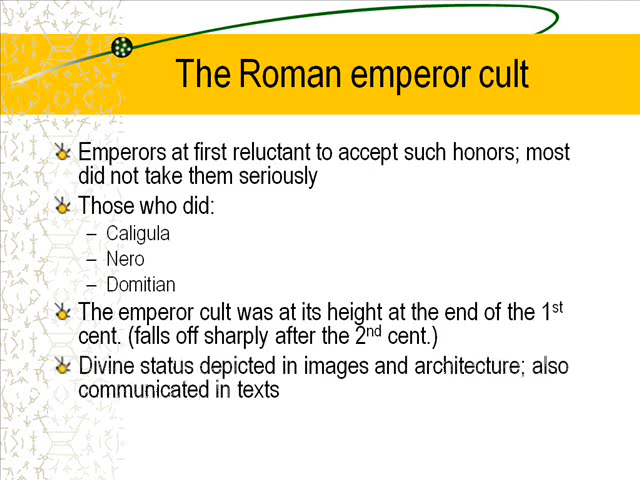 The Roman emperor cult
Emperors at first reluctant to accept such honors; most
did not take them seriously
Those who did:
– Caligula
– Nero
– Domitian
The emperor cult was at its height at the end of the 1st
cent. (falls off sharply after the 2nd cent.)
Divine status depicted in images and architecture; also
communicated in texts